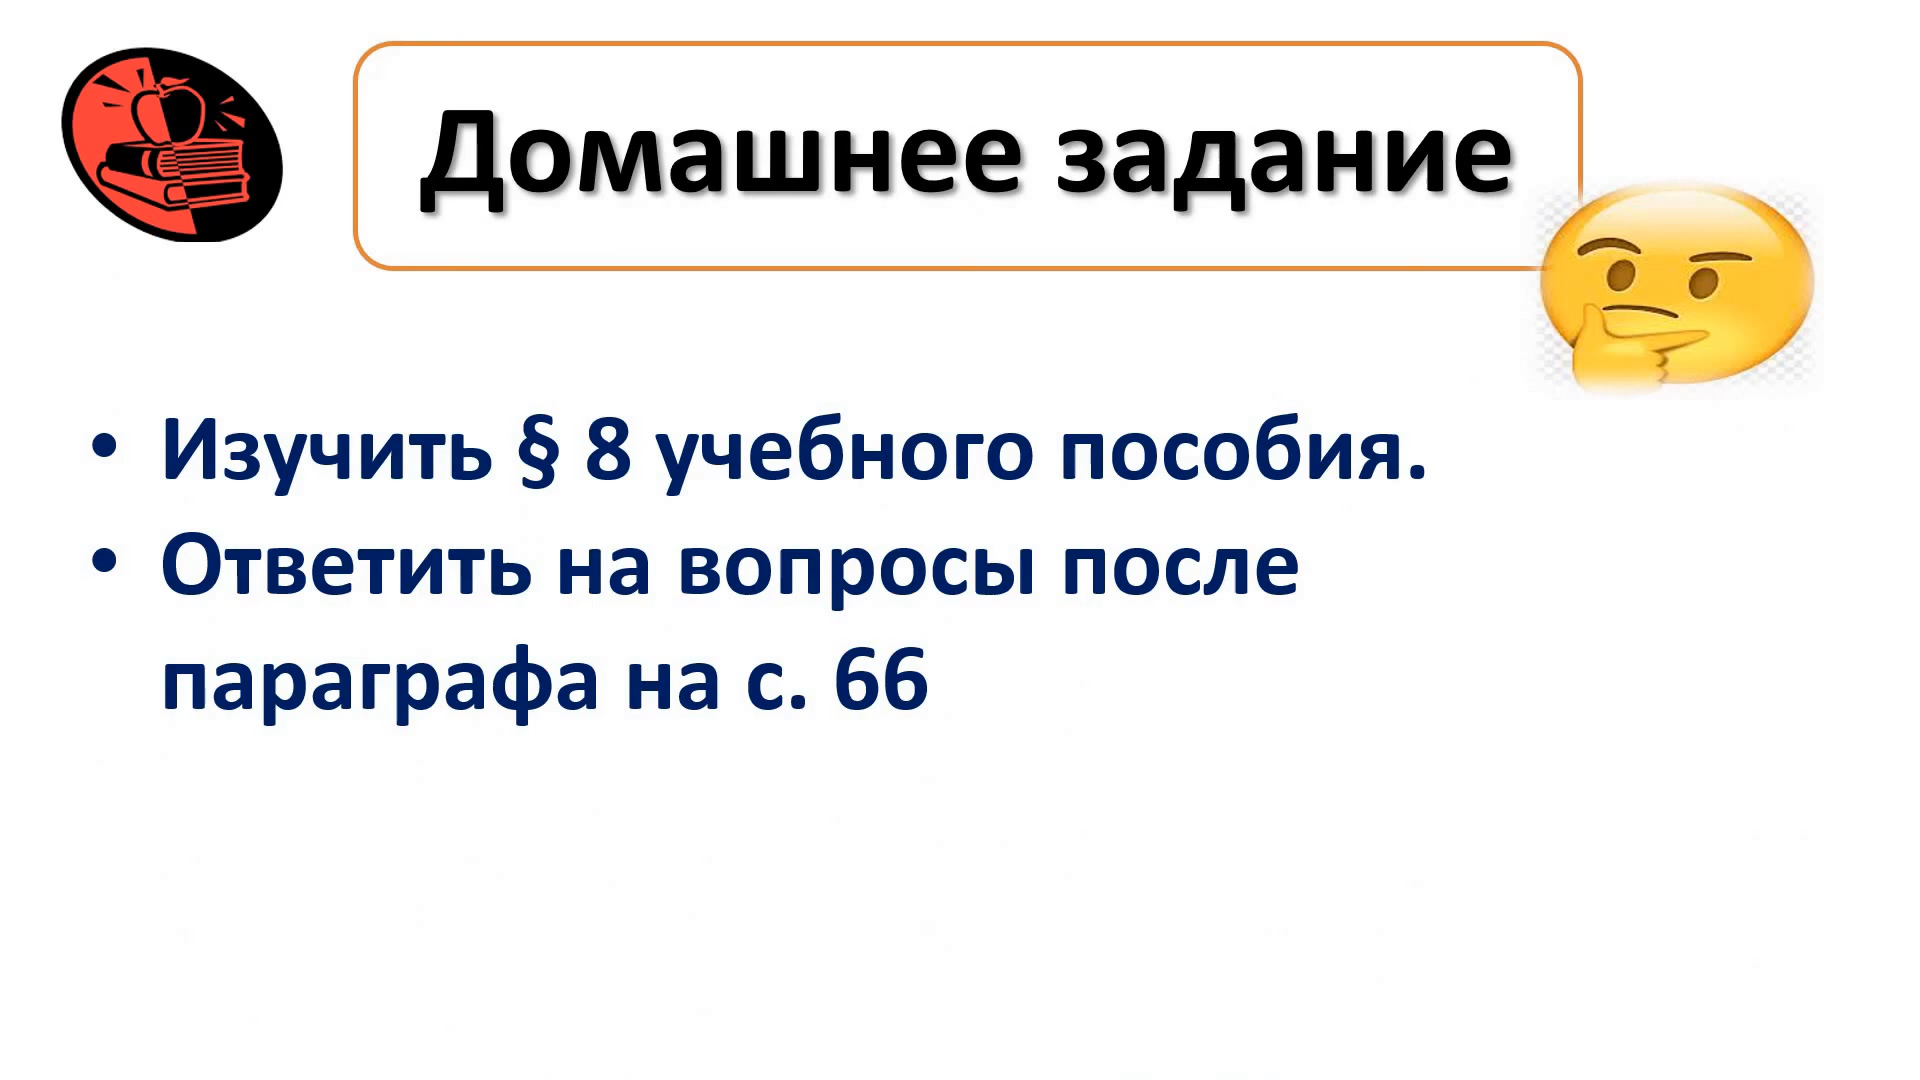 Домашнее задание
• Изучить § 8 учебного пособия.
• Ответить на вопросы после
параграфа на с. 66